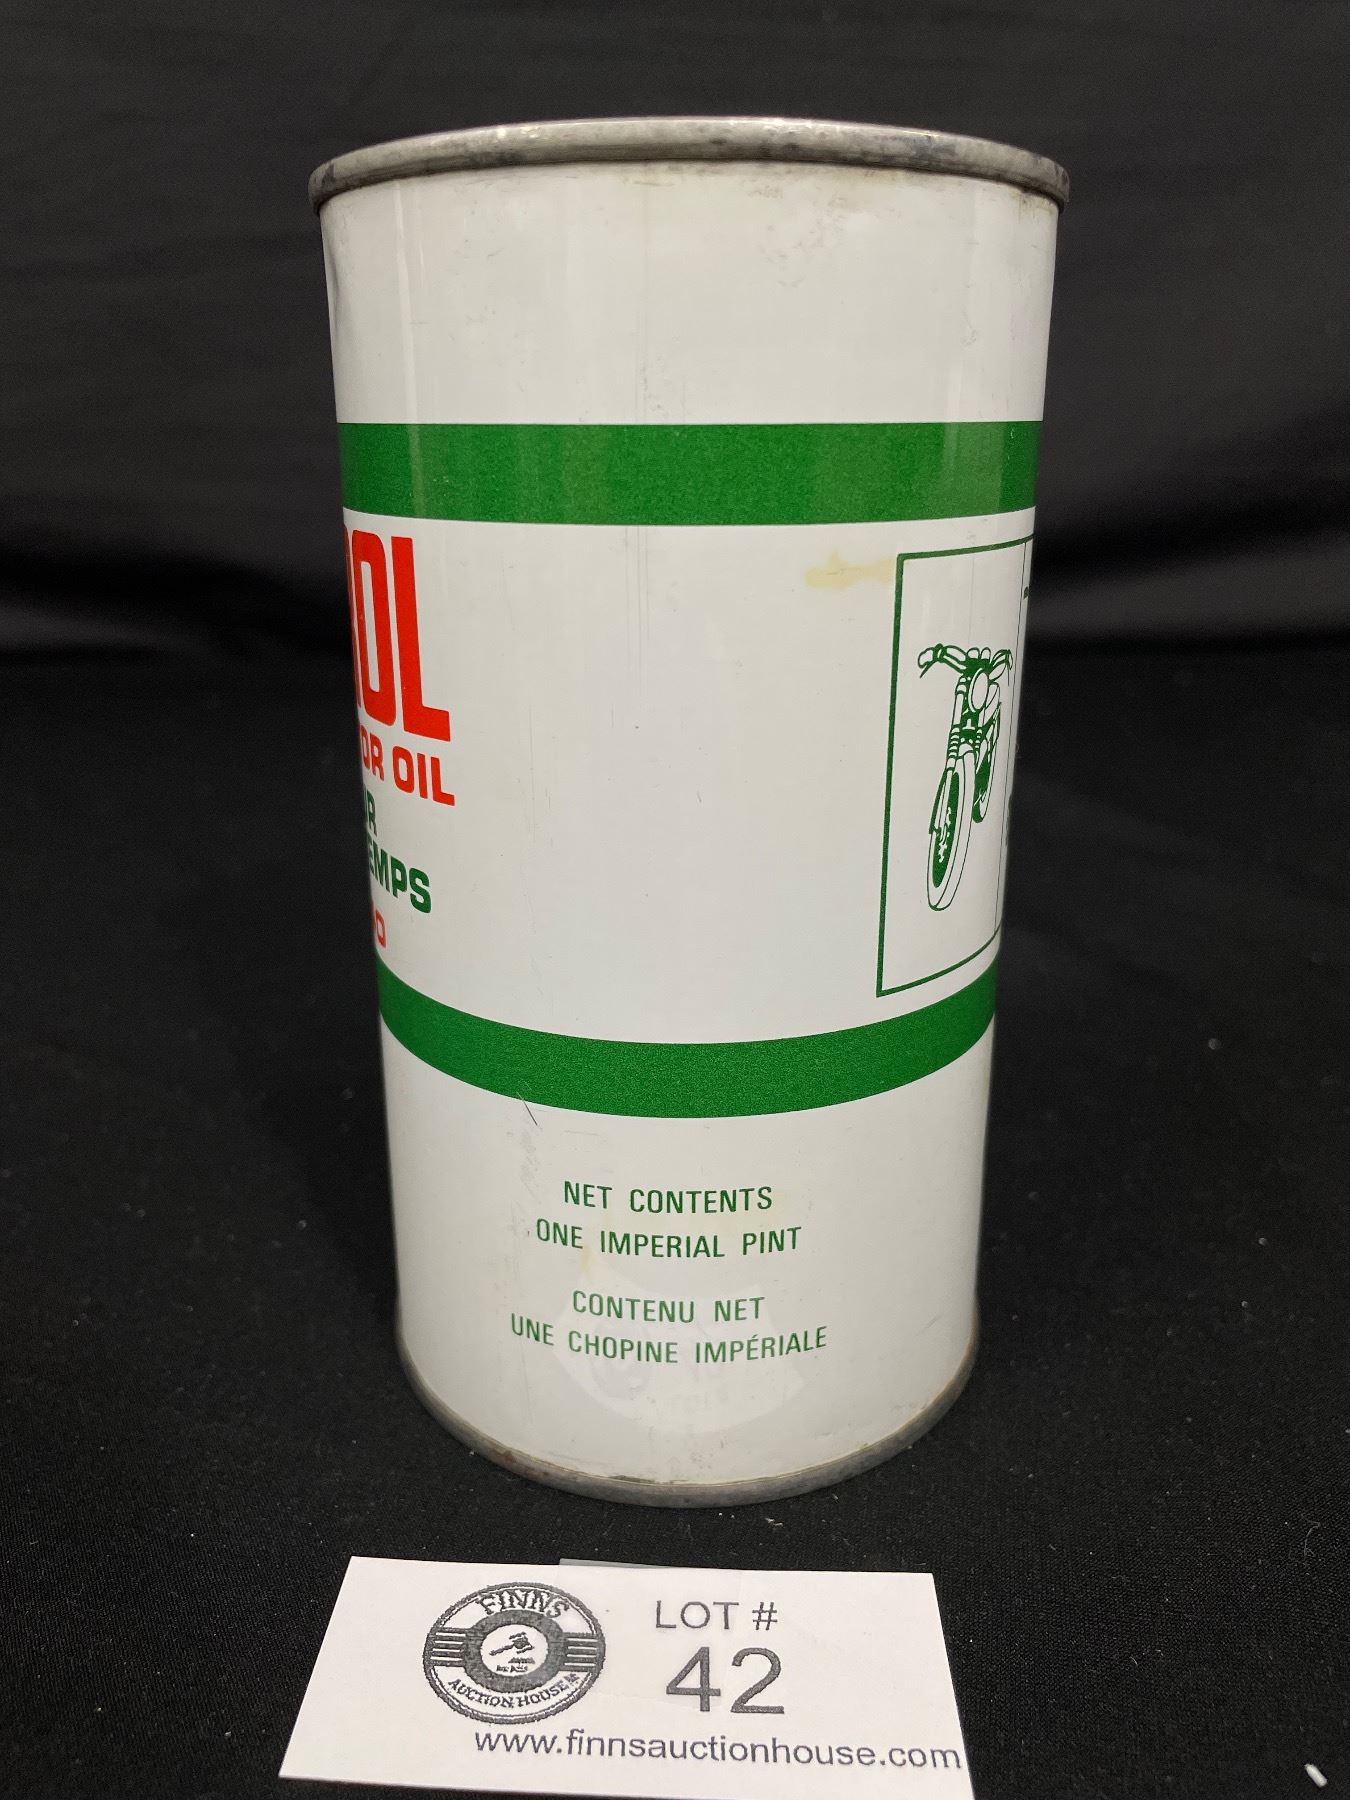 OL
OR OIL
R
EMPS
NET CONTENTS
ONE IMPERIAL PINT
CONTENU NET
UNE CHOPINE IMPÉRIALE
FINNS
AUCTION HOUSE
LOT #
42
www.finnsauctionhouse.com